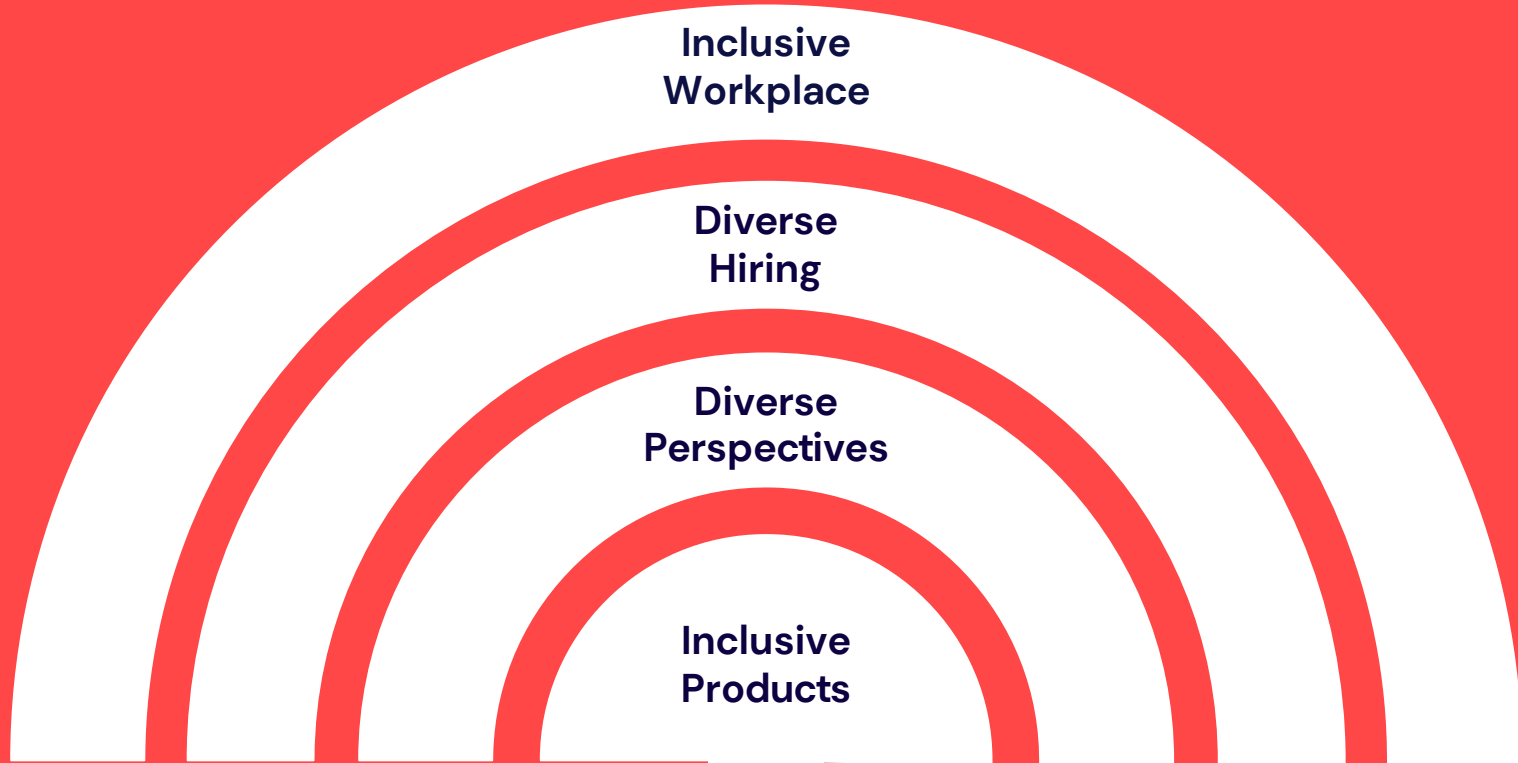 Inclusive
Workplace
Diverse
Hiring
Diverse
Perspectives
Inclusive
Products